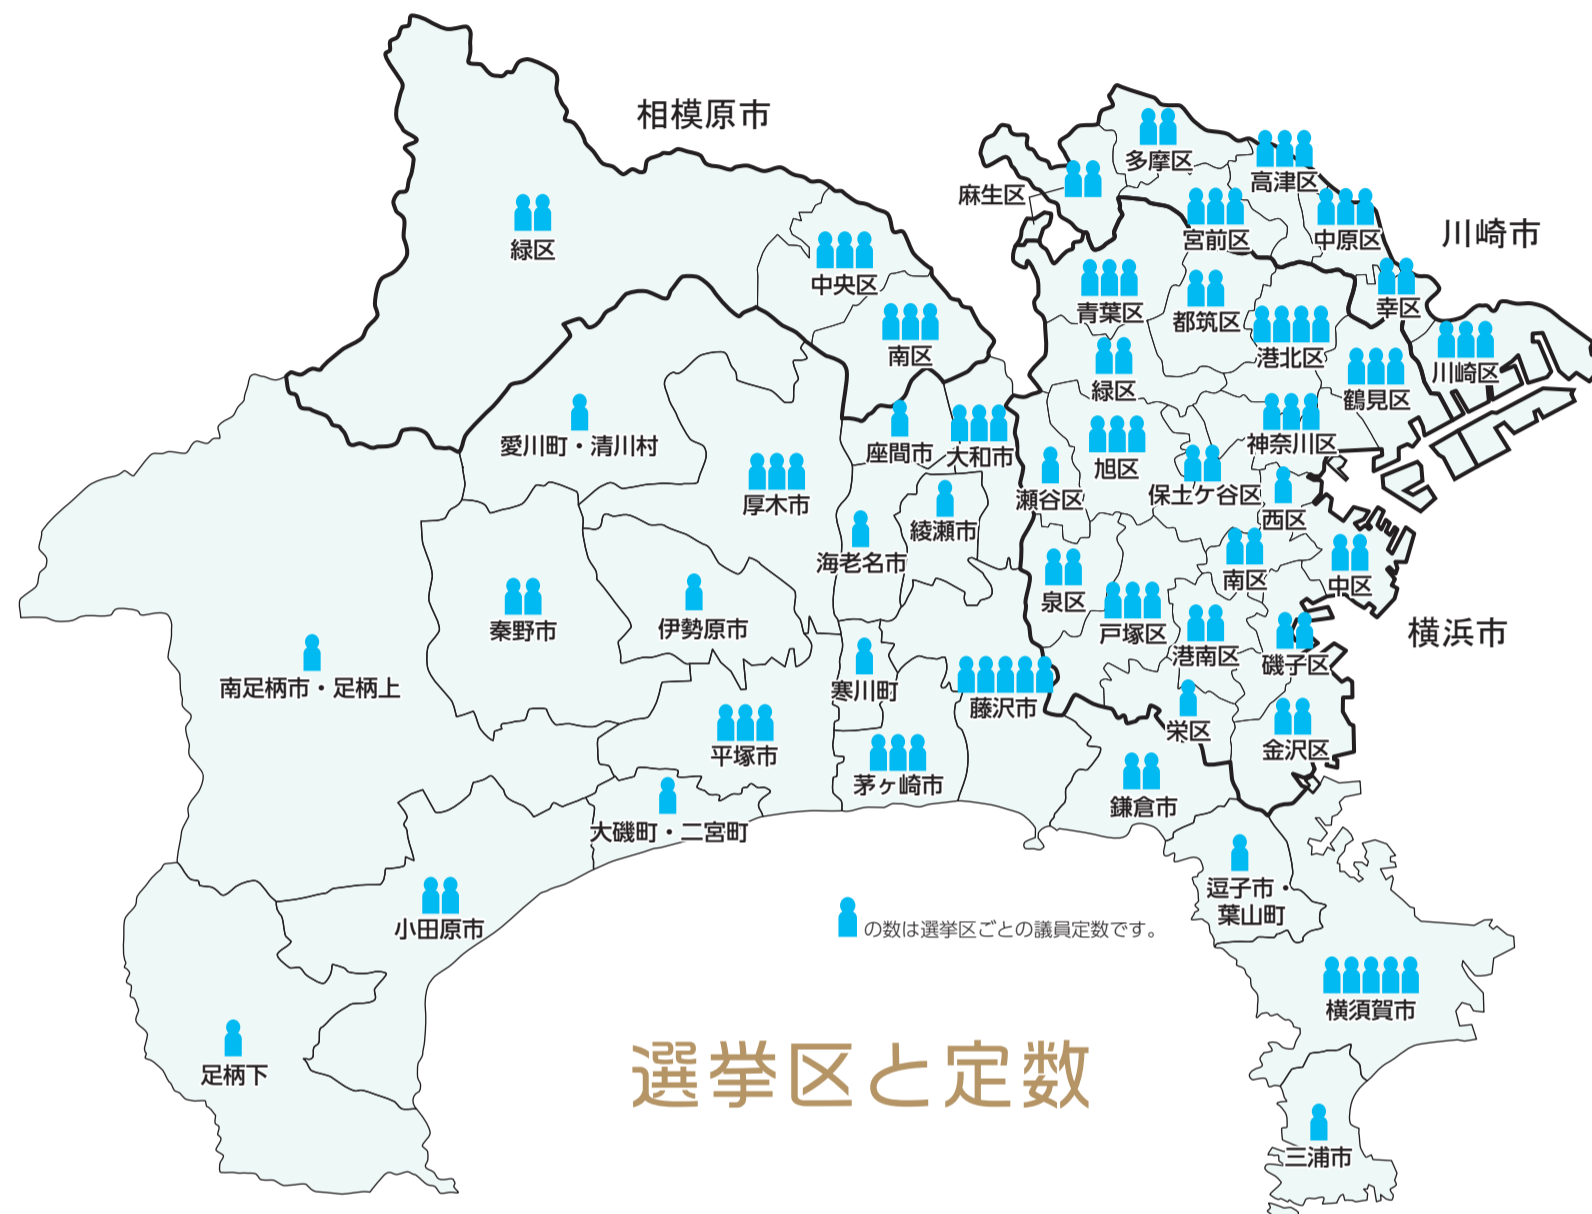 相模原市
多摩区
高津区
麻生区
宮前区
中原区
川崎市
緑区
中央区
青葉区
都筑区
幸区
南区
港北区
川崎区
緑区
鶴見区
愛川町・清川村
座間市
大和市
神奈川区
旭区
厚木市
瀬谷区
保土ケ谷区
西区
綾瀬市
海老名市
南区
中区
泉区
秦野市
伊勢原市
戸塚区
横浜市
港南区
磯子区
南足柄市・足柄上
寒川町
藤沢市
栄区
金沢区
平塚市
茅ヶ崎市
鎌倉市
大磯町・二宮町
逗子市・
葉山町
小田原市
の数は選挙区ごとの議員定数です。
横須賀市
足柄下
選挙区と定数
三浦市